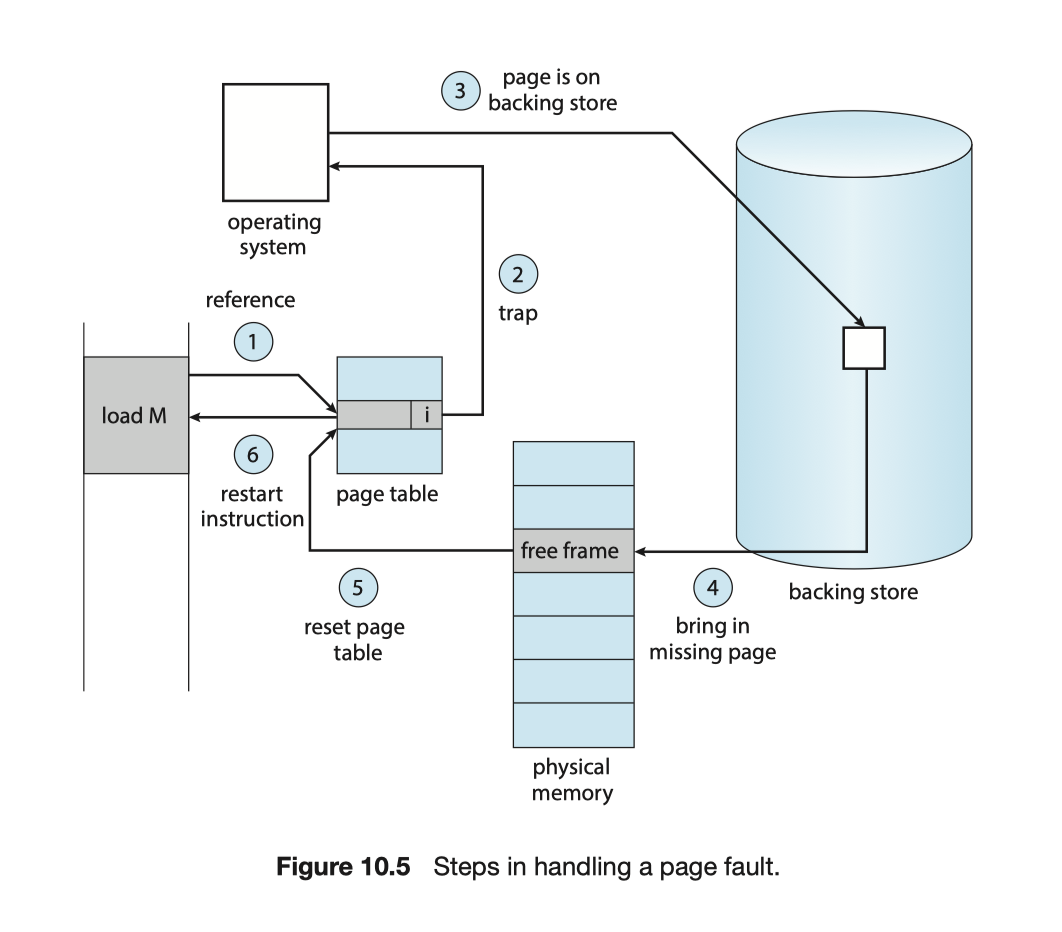 3
page is on
backing store
operating
system
2
trap
reference
1
load M
i
6
restart
instruction
page table
free frame
5
reset page
table
4
bring in
missing page
backing store
physical
memory
Figure 10.5 Steps in handling a page fault.